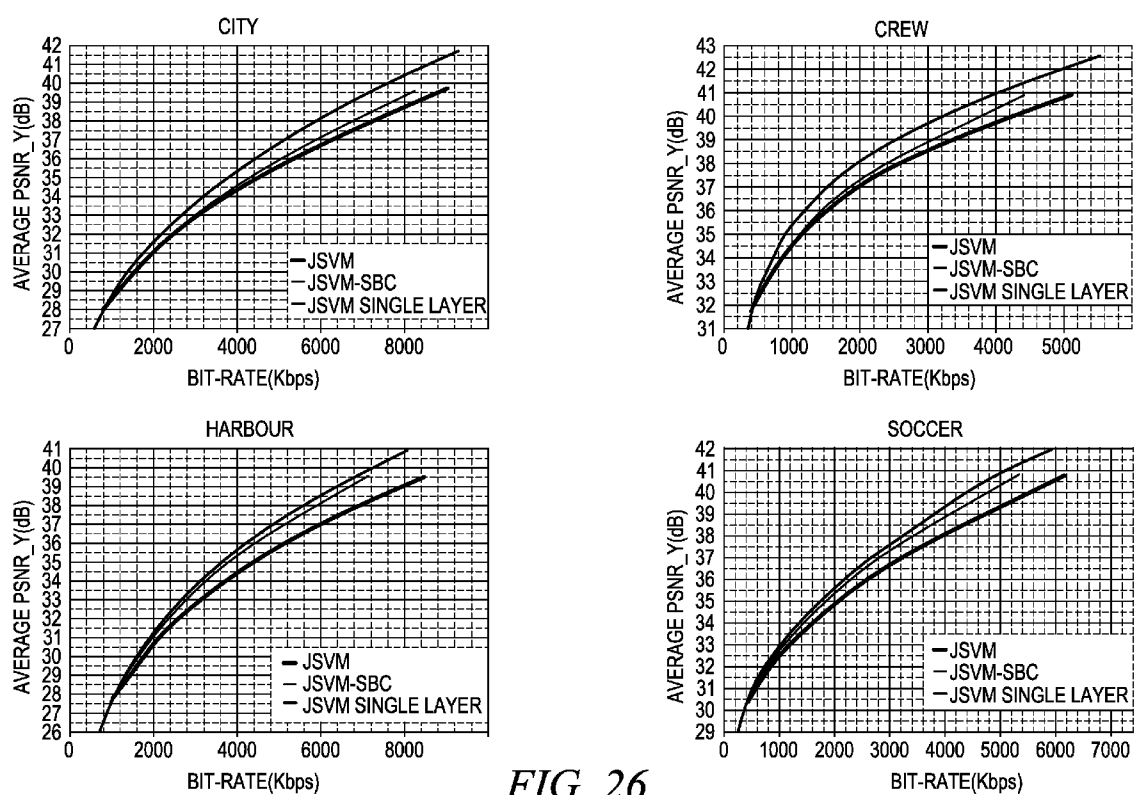 CITY
AVERAGE PSNR_Y(dB)
42
41
40
39
38
37
36
35
34
33
32
31
30
29
28
27
JSVM
JSVM-SBC
JSVM SINGLE LAYER
0 2000 4000 6000 8000
BIT-RATE(Kbps)
CREW
AVERAGE PSNR_Y(dB)
43
42
41
40
39
38
37
36
35
34
33
32
31
JSVM
JSVM-SBC
JSVM SINGLE LAYER
0 1000 2000 3000 4000 5000
BIT-RATE(Kbps)
HARBOUR
AVERAGE PSNR_Y(dB)
41
40
39
38
37
36
35
34
33
32
31
30
29
28
26
JSVM
JSVM-SBC
JSVM SINGLE LAYER
0 2000 4000 6000 8000
BIT-RATE(Kbps)
SOCCER
AVERAGE PSNR_Y(dB)
42
41
40
39
38
37
36
35
34
33
32
31
30
29
JSVM
JSVM-SBC
JSVM SINGLE LAYER
0 1000 2000 3000 4000 5000 6000 7000
BIT-RATE(Kbps)
FIG. 26